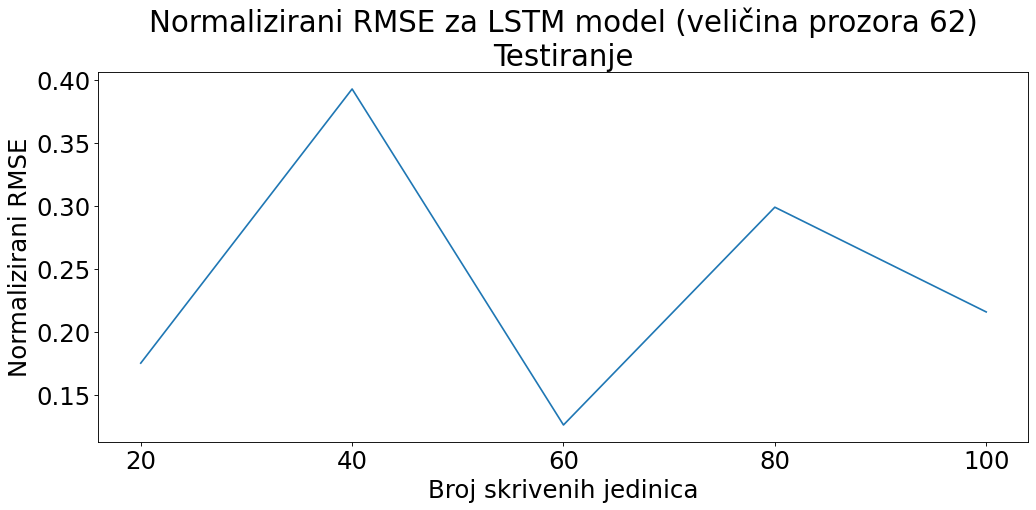 Normalizirani RMSE za LSTM model (veličina prozora 62)
Testiranje
Normalizirani RMSE
0.40
0.35
0.30
0.25
0.20
0.15
20 40 60 80 100
Broj skrivenih jedinica